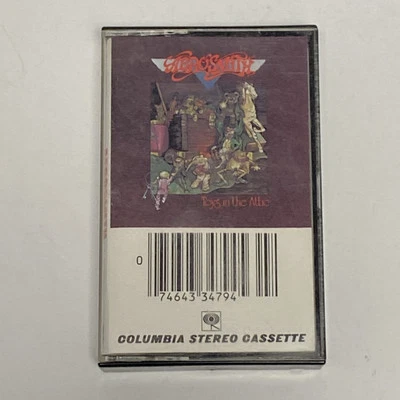 Aerosmith
Toys in the Attic
0
74643 34794
COLUMBIA STEREO CASSETTE